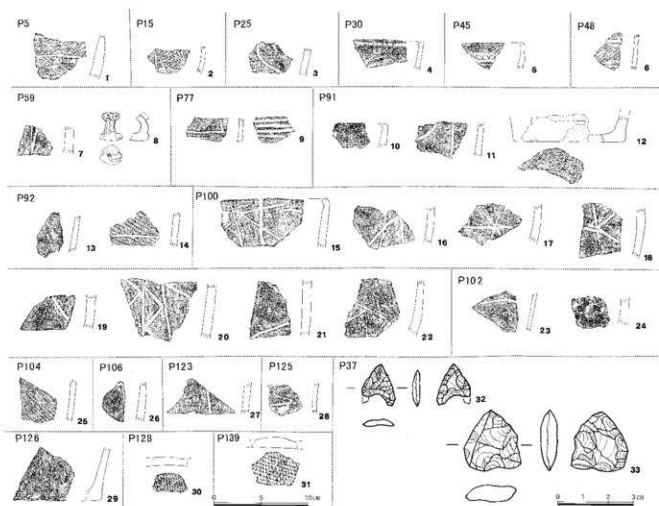 P5 P15 P25 P30 P45 P48
1 2 3 4 5 6
P59 P77 P91
7 8 9 10 11 12
P92 P100
13 14 15 16 17 18
P102
19 20 21 22 23 24
P104 P106 P123 P125 P37
25 26 27 28 32
P126 P128 P139
33
29 30 31
0 5 10cm 0 1 2 3cm